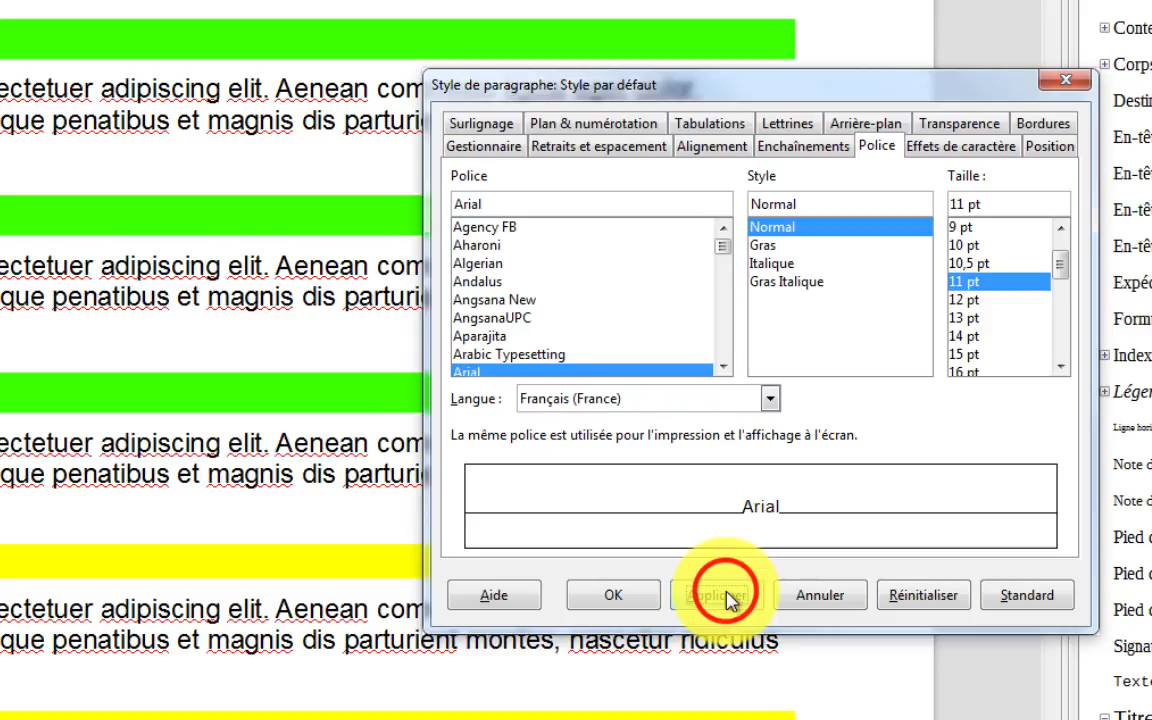 ectetuer adipiscing elit. Aenean com
que penatibus et magnis dis parturi
ectetuer adipiscing elit. Aenean com
que penatibus et magnis dis parturi
ectetuer adipiscing elit. Aenean com
que penatibus et magnis dis parturi
ectetuer adipiscing elit. Aenean com
que penatibus et magnis dis parturient montes, nascetur ridiculus
Style de paragraphe: Style par défaut
Surlignage Plan & numérotation Tabulations Lettrines Arrière-plan Transparence Bordures
Gestionnaire Retraits et espacement Alignement Enchaînements Police Effets de caractère Position
Police Style Taille :
Arial Normal 11 pt
Agency FB Normal 9 pt
Aharoni Gras 10 pt
Algerian Italique 10,5 pt
Andalus Gras Italique 11 pt
Angsana New 12 pt
AngsanaUPC 13 pt
Aparajita 14 pt
Arabic Typesetting 15 pt
Arial 16 pt
Langue : Français (France)
La même police est utilisée pour l'impression et l'affichage à l'écran.
Arial
Aide OK Appliquer Annuler Réinitialiser Standard
Conte
Corps
Destin
En-têt
En-têt
En-têt
En-têt
Expéd
Form
Index
Légen
Ligne hori
Note d
Note d
Pied d
Pied d
Pied d
Signa
Texte
Titre